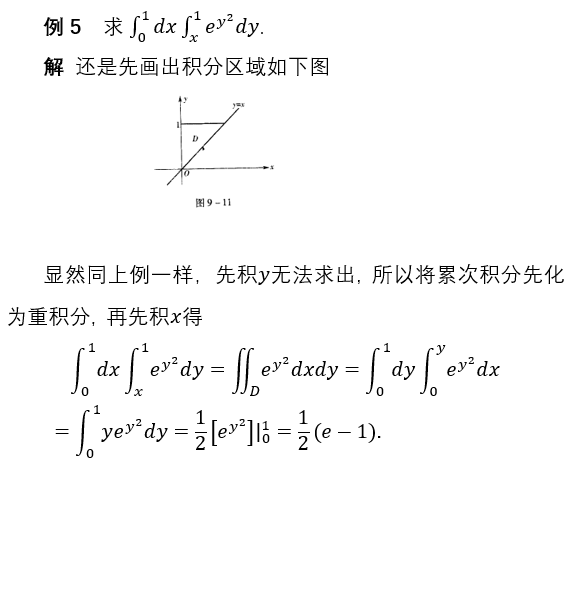 例 5 求 ∫₀¹ dx ∫ₓ¹ e^{y²} dy.
解 还是先画出积分区域如下图
y
y=x
1
D
O
x
图 9-11
显然同上例一样, 先积y无法求出, 所以将累次积分先化
为重积分, 再先积x得
∫₀¹ dx ∫ₓ¹ e^{y²} dy = ∬_D e^{y²} dxdy = ∫₀¹ dy ∫₀^y e^{y²} dx
= ∫₀¹ ye^{y²} dy = 1/2 [e^{y²}]|₀¹ = 1/2 (e − 1).